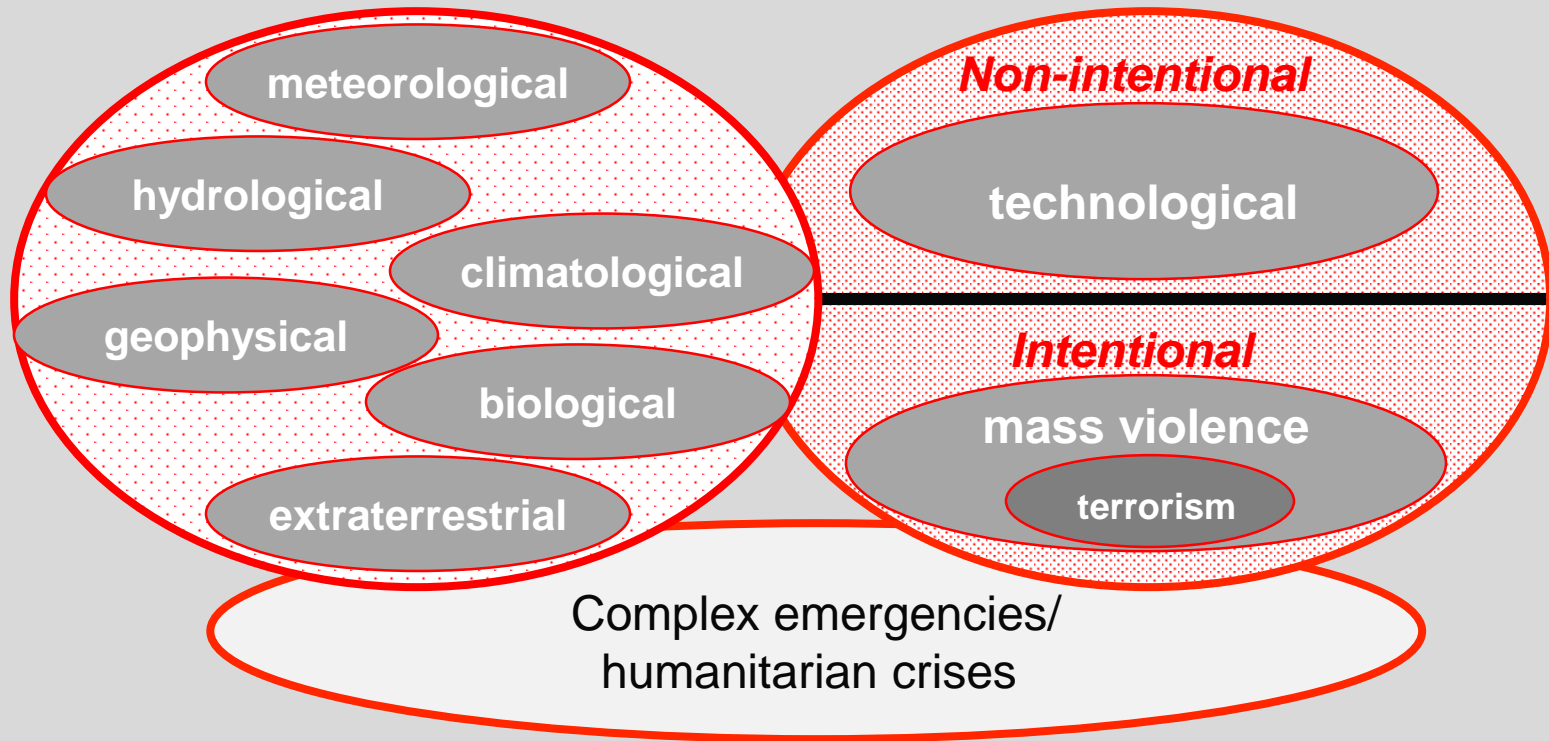 meteorological
hydrological
climatological
geophysical
biological
extraterrestrial
Non-intentional
technological
Intentional
mass violence
terrorism
Complex emergencies/
humanitarian crises